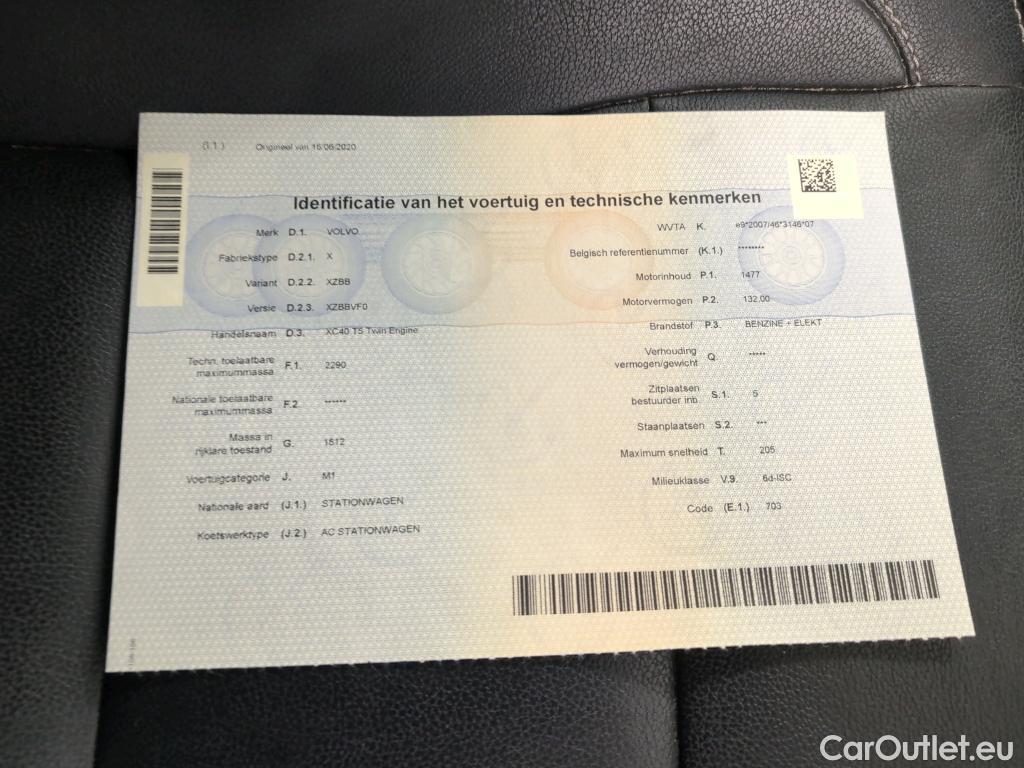 (I.1.) Origineel van 16/06/2020
Identificatie van het voertuig en technische kenmerken
Merk D.1. VOLVO
Fabriekstype D.2.1. X
Variant D.2.2. XZBB
Versie D.2.3. XZBBVF0
Handelsnaam D.3. XC40 T5 Twin Engine
Techn. toelaatbare
maximummassa F.1. 2290
Nationale toelaatbare
maximummassa F.2. ******
Massa in
rijklare toestand G. 1812
Voertuigcategorie J. M1
Nationale aard (J.1.) STATIONWAGEN
Koetswerktype (J.2.) AC STATIONWAGEN
WVTA K. e9*2007/46*3146*07
Belgisch referentienummer (K.1.) ********
Motorinhoud P.1. 1477
Motorvermogen P.2. 132,00
Brandstof P.3. BENZINE + ELEKT
Verhouding
vermogen/gewicht Q. *****
Zitplaatsen
bestuurder inb. S.1. 5
Staanplaatsen S.2. ***
Maximum snelheid T. 205
Milieuklasse V.9. 6d-ISC
Code (E.1.) 703
CarOutlet.eu